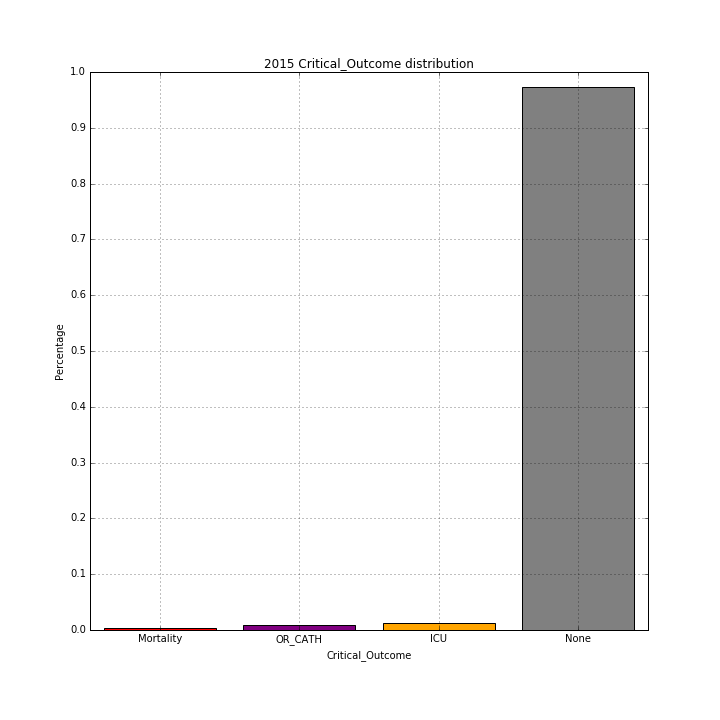 2015 Critical_Outcome distribution
1.0
0.9
0.8
0.7
0.6
0.5
0.4
0.3
0.2
0.1
0.0
Percentage
Mortality OR_CATH ICU None
Critical_Outcome